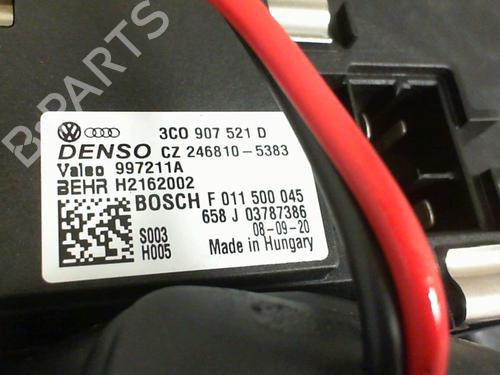 B-PARTS
3C0 907 521 D
DENSO CZ 246810-5383
Valeo 997211A
BEHR H2162002
BOSCH F 011 500 045
658 J 03787386
08-09-20
S003
H005
Made in Hungary